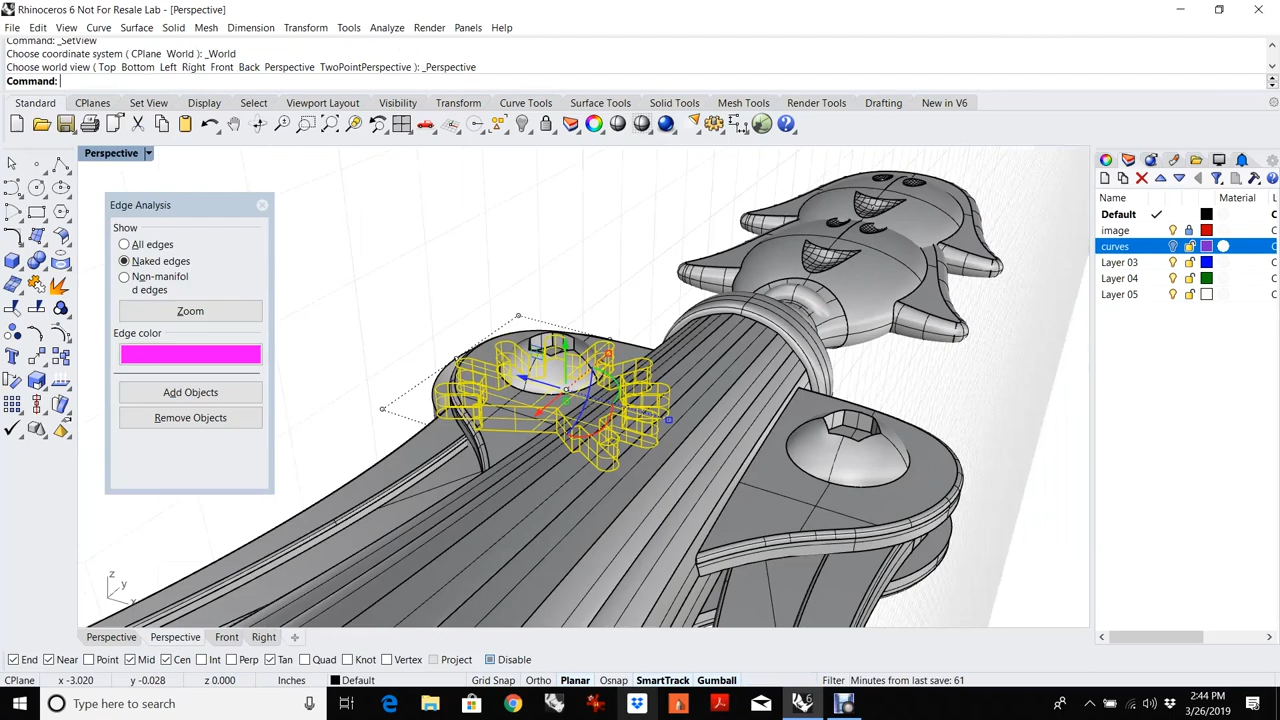 Rhinoceros 6 Not For Resale Lab - [Perspective]
File Edit View Curve Surface Solid Mesh Dimension Transform Tools Analyze Render Panels Help
Command: _SetView
Choose coordinate system ( CPlane World ): _World
Choose world view ( Top Bottom Left Right Front Back Perspective TwoPointPerspective ): _Perspective
Command:
Standard CPlanes Set View Display Select Viewport Layout Visibility Transform Curve Tools Surface Tools Solid Tools Mesh Tools Render Tools Drafting New in V6
Perspective
Edge Analysis
Show
All edges
Naked edges
Non-manifol
d edges
Zoom
Edge color
Add Objects
Remove Objects
Name Material L
Default C
image C
curves C
Layer 03 C
Layer 04 C
Layer 05 C
z
y
x
Perspective Perspective Front Right
End Near Point Mid Cen Int Perp Tan Quad Knot Vertex Project Disable
CPlane x -3.020 y -0.028 z 0.000 Inches Default Grid Snap Ortho Planar Osnap SmartTrack Gumball Filter Minutes from last save: 61
Type here to search
2:44 PM
3/26/2019